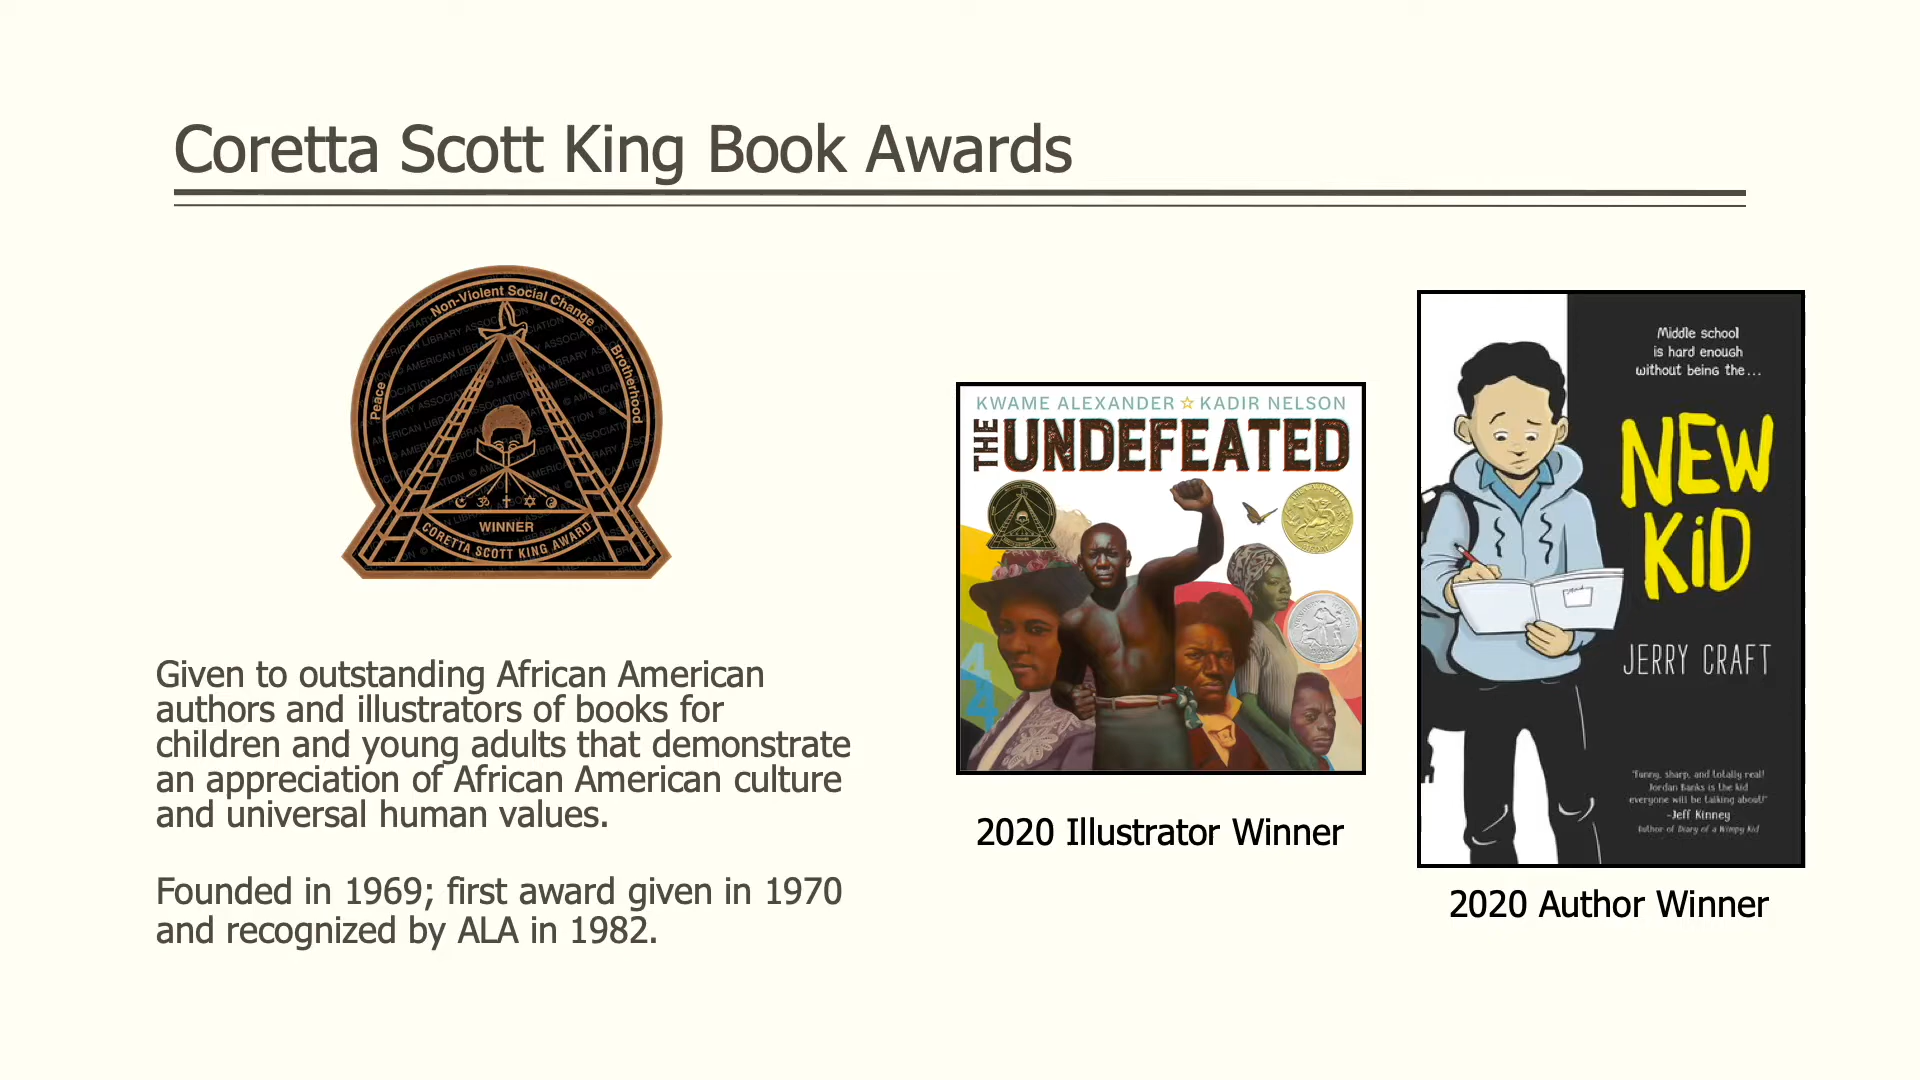 Coretta Scott King Book Awards
Non-Violent Social Change
Peace
Brotherhood
WINNER
CORETTA SCOTT KING AWARD
Given to outstanding African American
authors and illustrators of books for
children and young adults that demonstrate
an appreciation of African American culture
and universal human values.
Founded in 1969; first award given in 1970
and recognized by ALA in 1982.
KWAME ALEXANDER ☆ KADIR NELSON
THE UNDEFEATED
44
2020 Illustrator Winner
Middle school
is hard enough
without being the...
NEW
KiD
JERRY CRAFT
"Funny, sharp, and totally real!
Jordan Banks is the kid
everyone will be talking about!"
-Jeff Kinney
author of Diary of a Wimpy Kid
2020 Author Winner